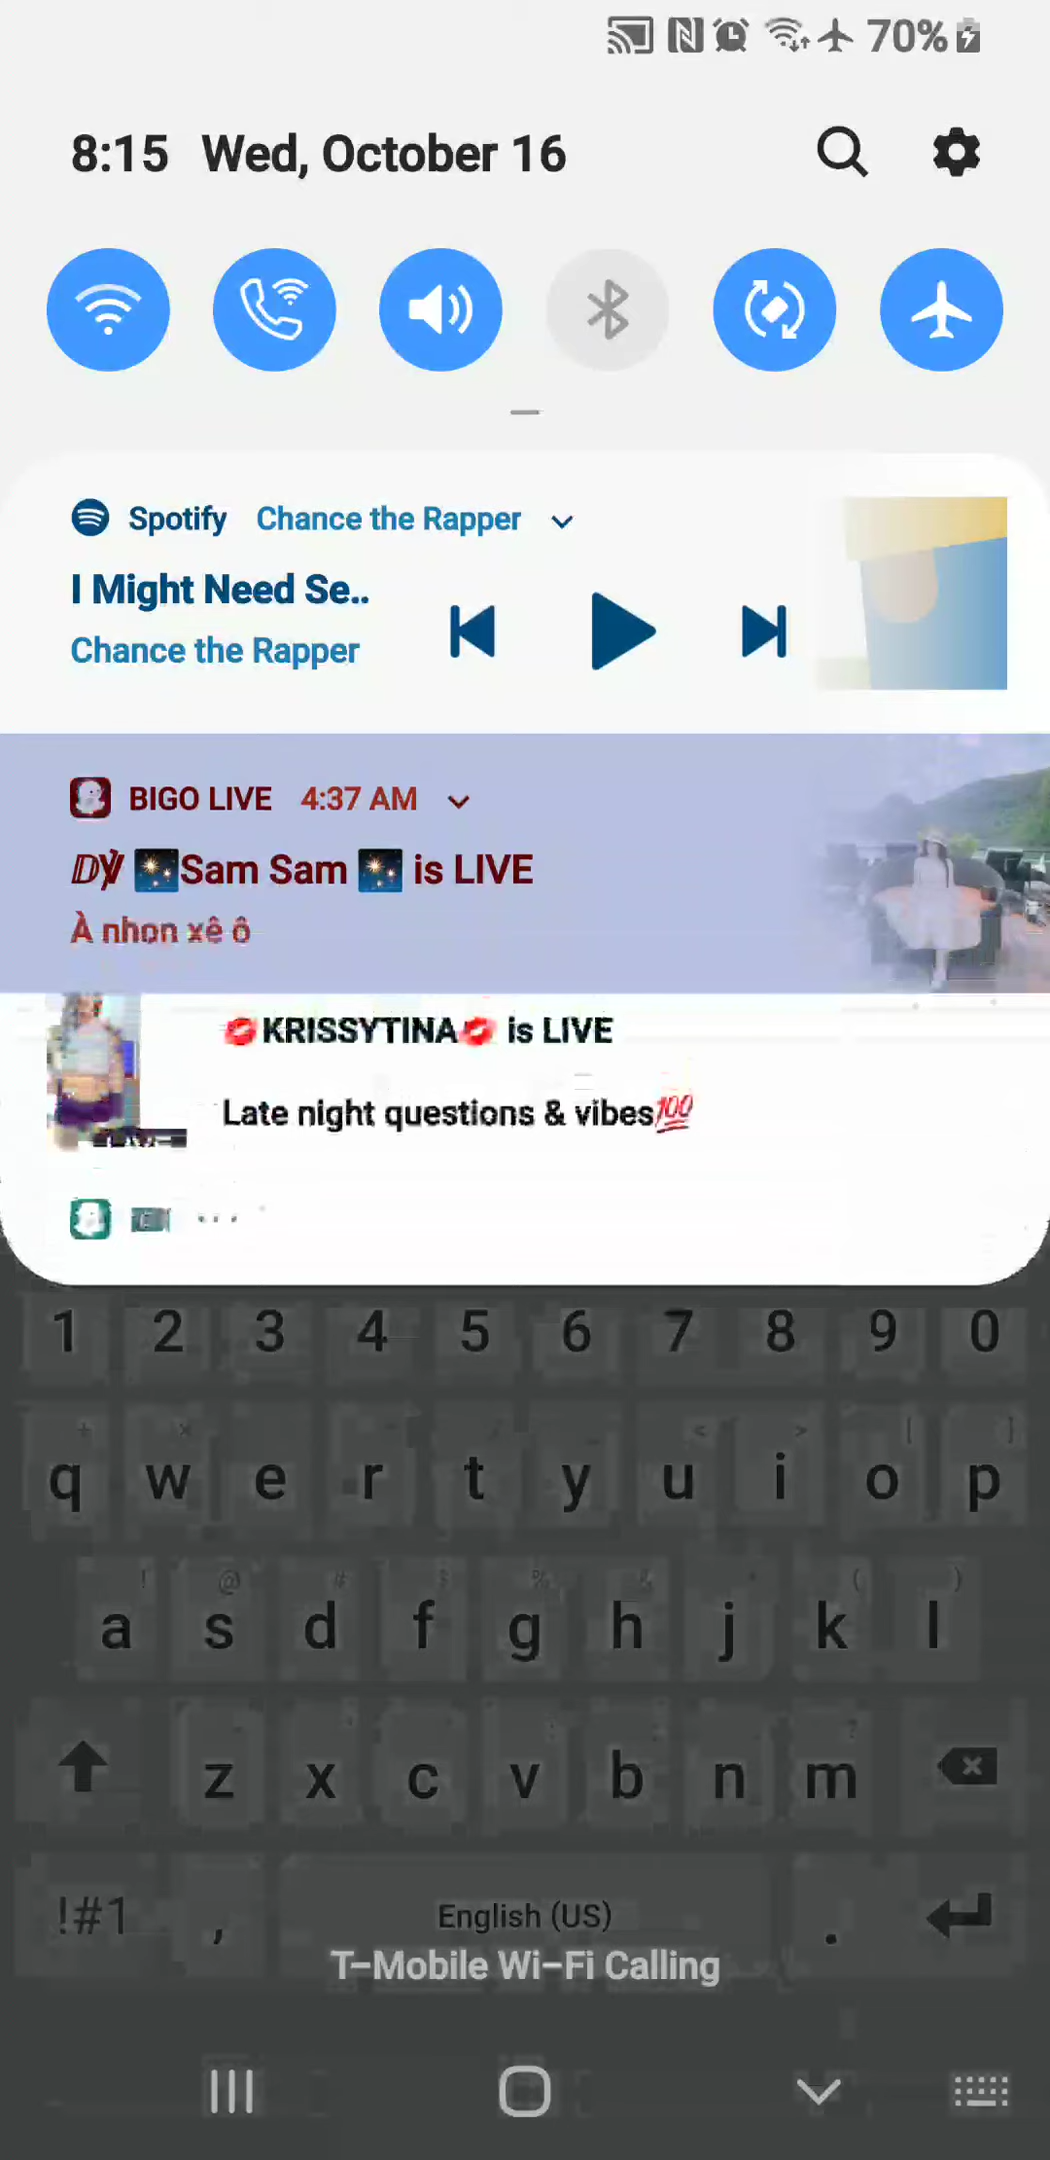 70%
8:15 Wed, October 16
Spotify Chance the Rapper
I Might Need Se..
Chance the Rapper
BIGO LIVE 4:37 AM
🎇Sam Sam 🎇 is LIVE
À nhon xê ô
💋KRISSYTINA💋 is LIVE
Late night questions & vibes💯
1 2 3 4 5 6 7 8 9 0
q w e r t y u i o p
a s d f g h j k l
z x c v b n m
!#1 , English (US) .
T-Mobile Wi-Fi Calling